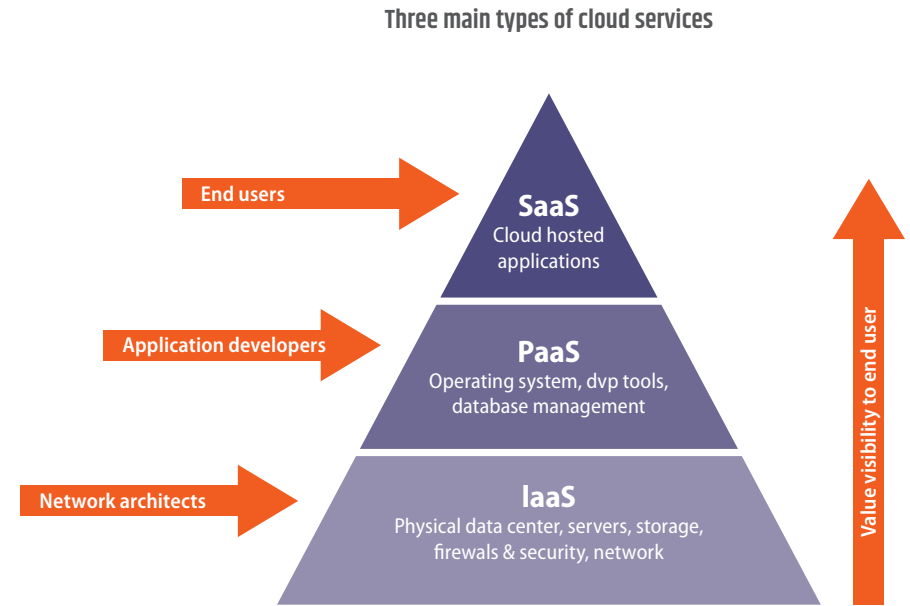 Three main types of cloud services
End users
SaaS
Cloud hosted
applications
Application developers
PaaS
Operating system, dvp tools,
database management
Network architects
IaaS
Physical data center, servers, storage,
firewals & security, network
Value visibility to end user